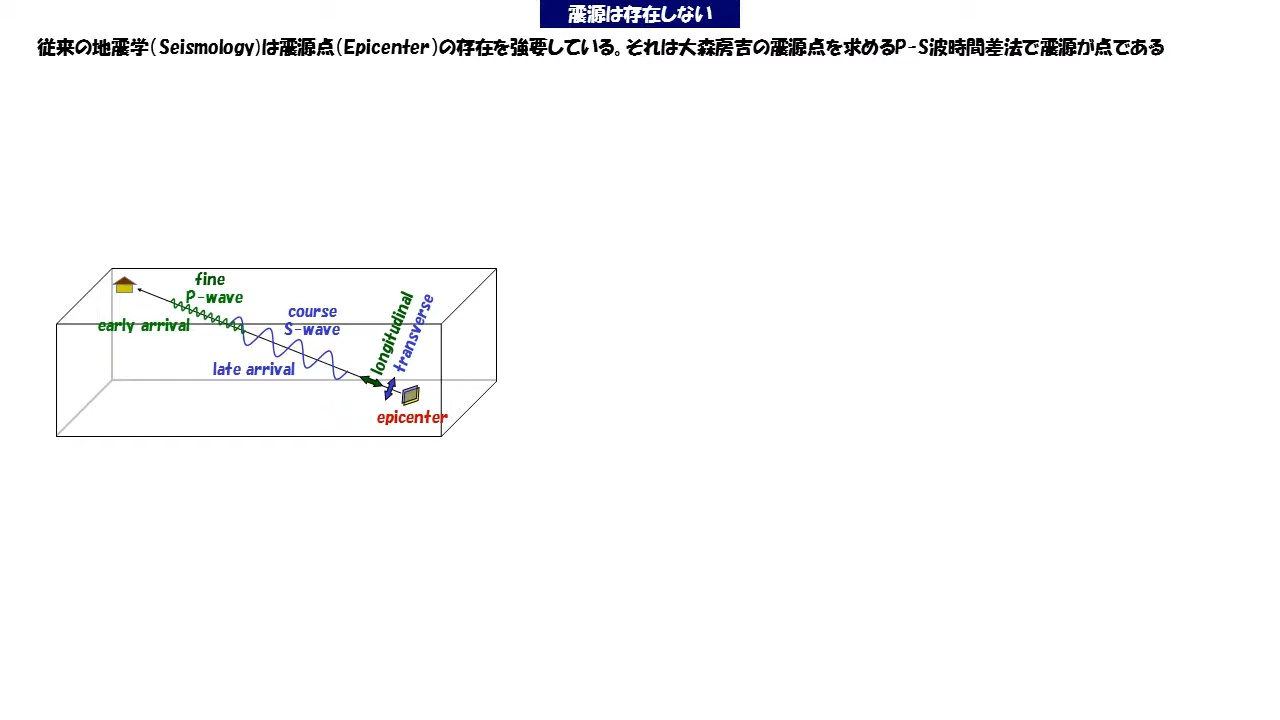 震源は存在しない
従来の地震学(Seismology)は震源点(Epicenter)の存在を強要している。それは大森房吉の震源点を求めるP-S波時間差法で震源が点である
fine
P-wave
early arrival
course
S-wave
late arrival
longitudinal
transverse
epicenter